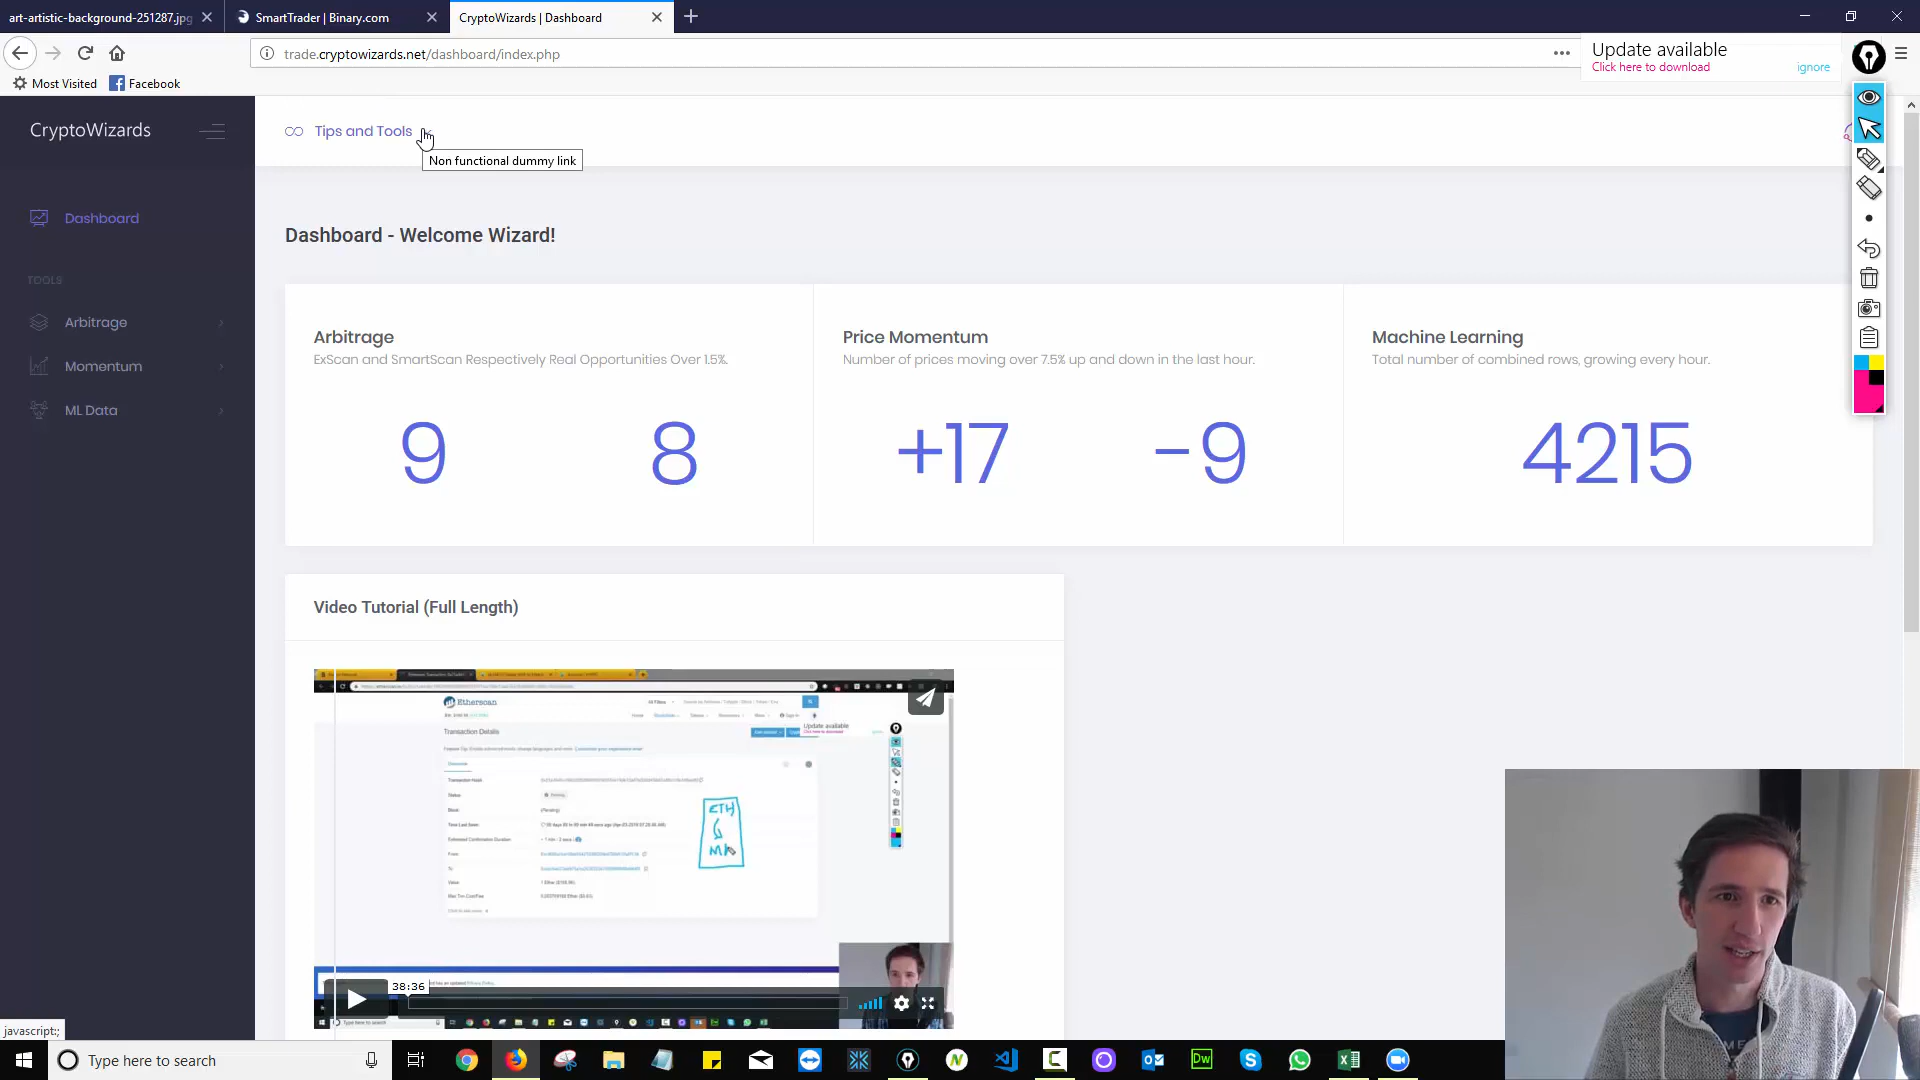 art-artistic-background-251287.jpg
SmartTrader | Binary.com
CryptoWizards | Dashboard
trade.cryptowizards.net/dashboard/index.php
Update available
Click here to download
ignore
Most Visited
Facebook
CryptoWizards
Tips and Tools
Non functional dummy link
Dashboard
TOOLS
Arbitrage
Momentum
ML Data
Dashboard - Welcome Wizard!
Arbitrage
ExScan and SmartScan Respectively Real Opportunities Over 1.5%.
9
8
Price Momentum
Number of prices moving over 7.5% up and down in the last hour.
+17
-9
Machine Learning
Total number of combined rows, growing every hour.
4215
Video Tutorial (Full Length)
Etherscan
Update available
Transaction Details
ETH
38:36
javascript:;
Type here to search